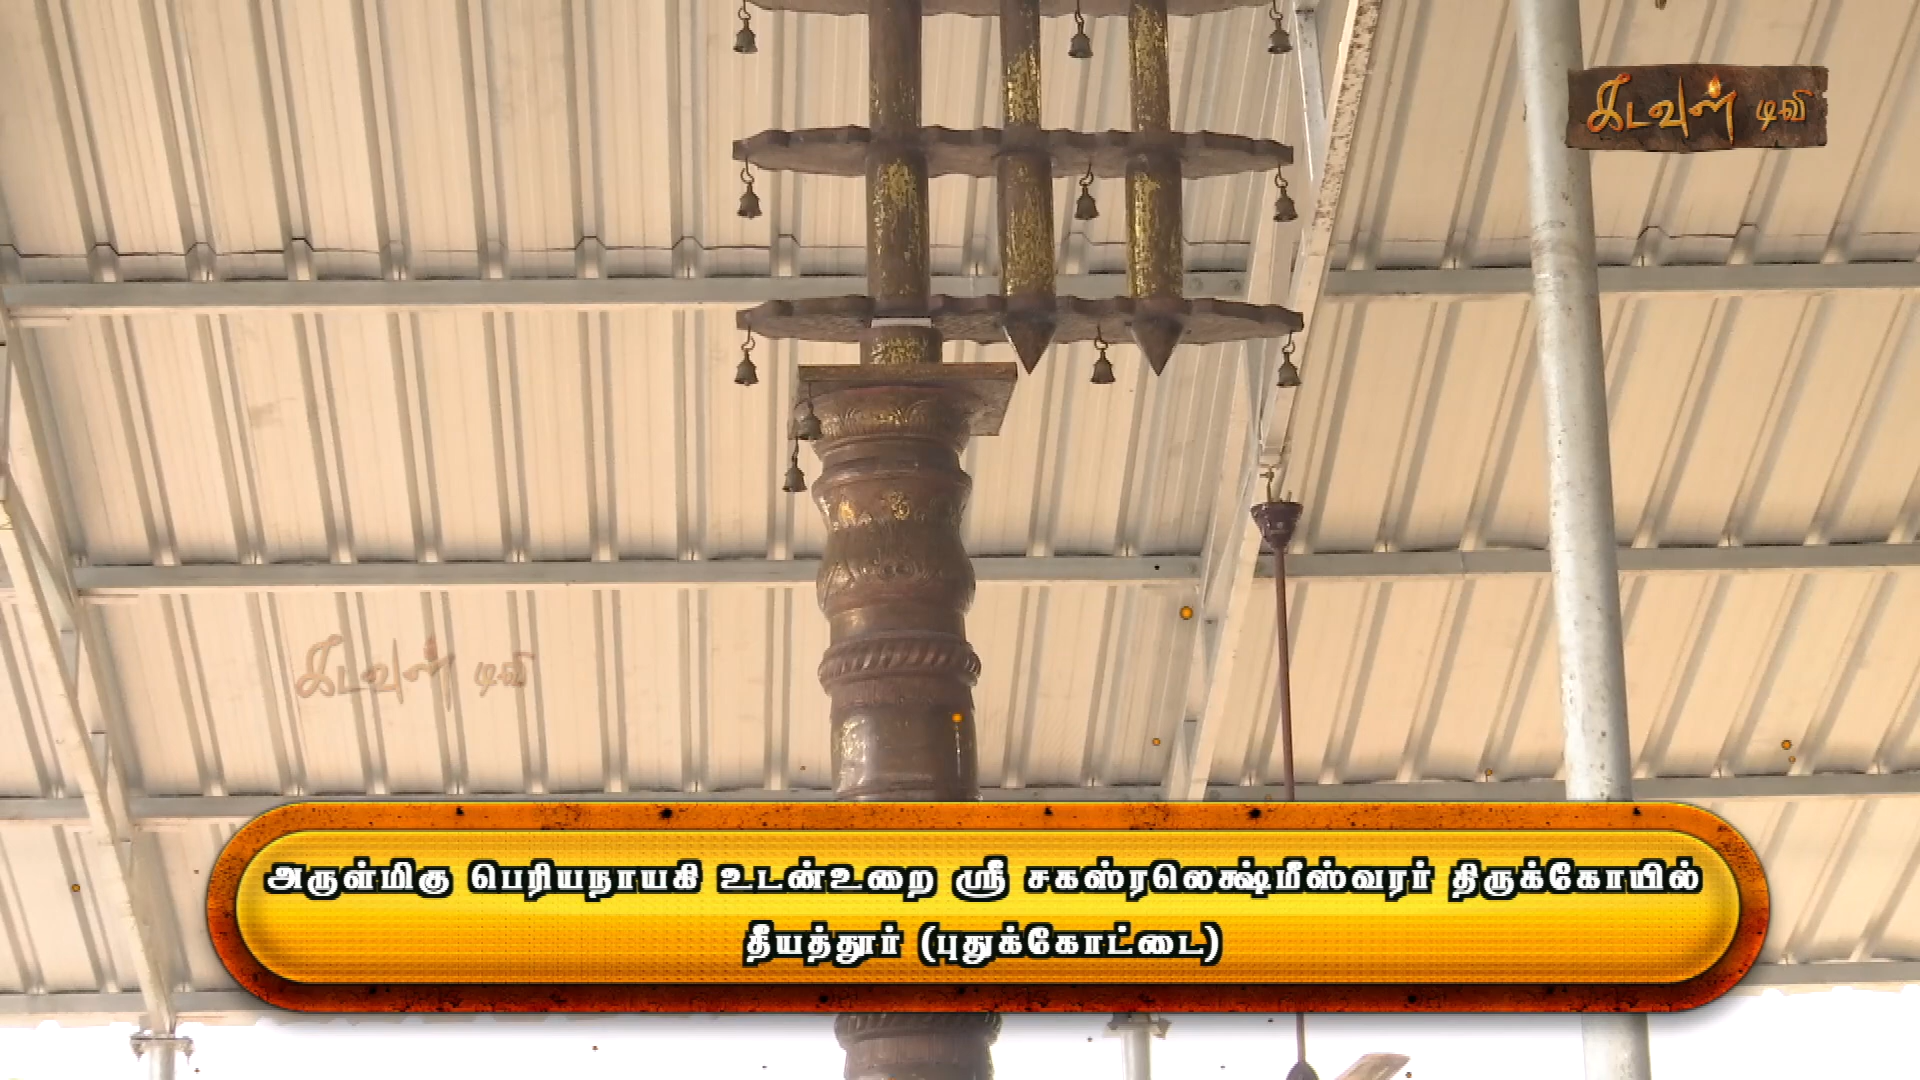 கடவுள் டிவி
கடவுள் டிவி
அருள்மிகு பெரியநாயகி உடன்உறை ஸ்ரீ சகஸ்ரலெக்ஷ்மீஸ்வரர் திருக்கோயில்
தீயத்தூர் (புதுக்கோட்டை)